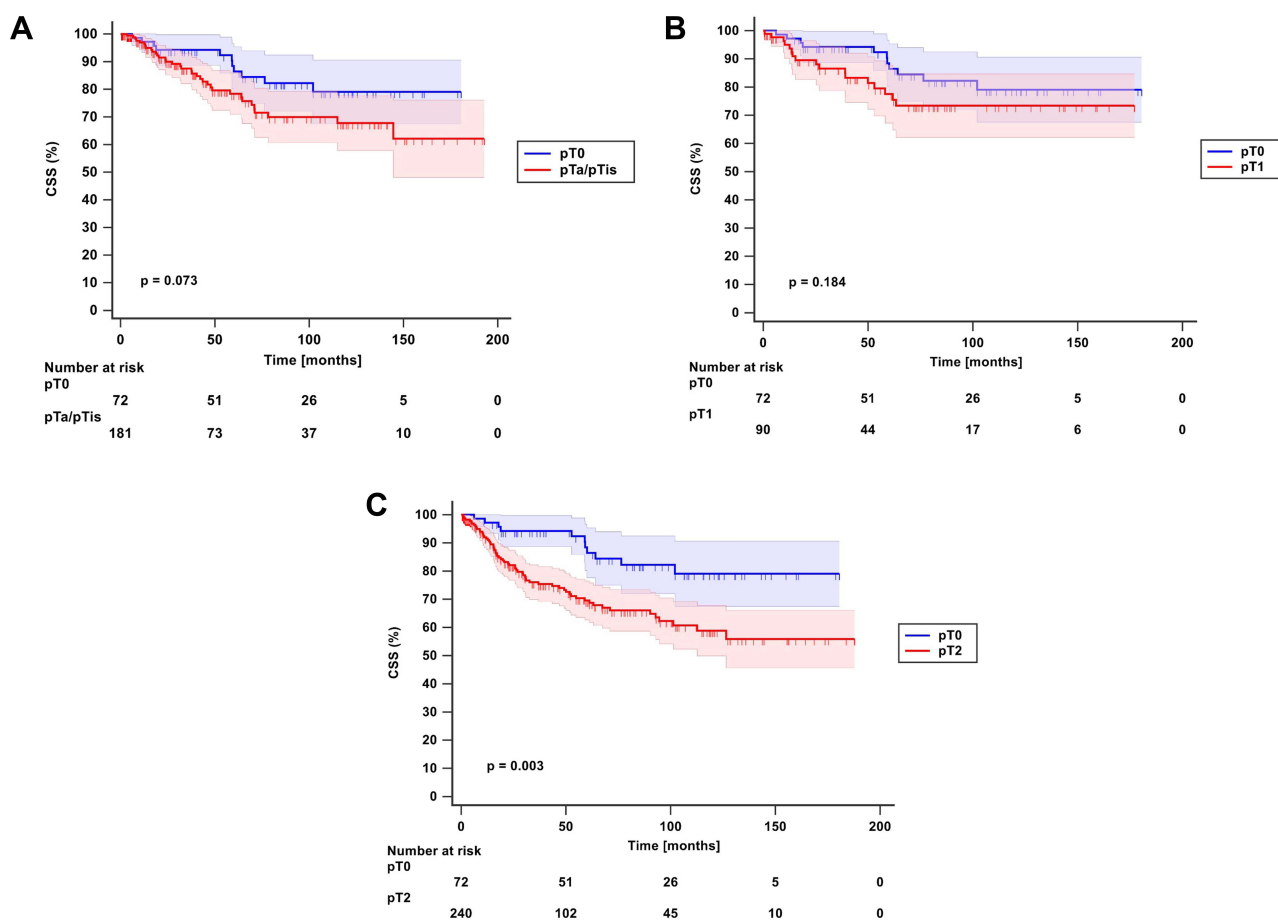 A
100
90
80
70
60
50
40
30
20
10
0
CSS (%)
p = 0.073
0 50 100 150 200
Time [months]
pT0
pTa/pTis
Number at risk
pT0
72 51 26 5 0
pTa/pTis
181 73 37 10 0
B
100
90
80
70
60
50
40
30
20
10
0
CSS (%)
p = 0.184
0 50 100 150 200
Time [months]
pT0
pT1
Number at risk
pT0
72 51 26 5 0
pT1
90 44 17 6 0
C
100
90
80
70
60
50
40
30
20
10
0
CSS (%)
p = 0.003
0 50 100 150 200
Time [months]
pT0
pT2
Number at risk
pT0
72 51 26 5 0
pT2
240 102 45 10 0